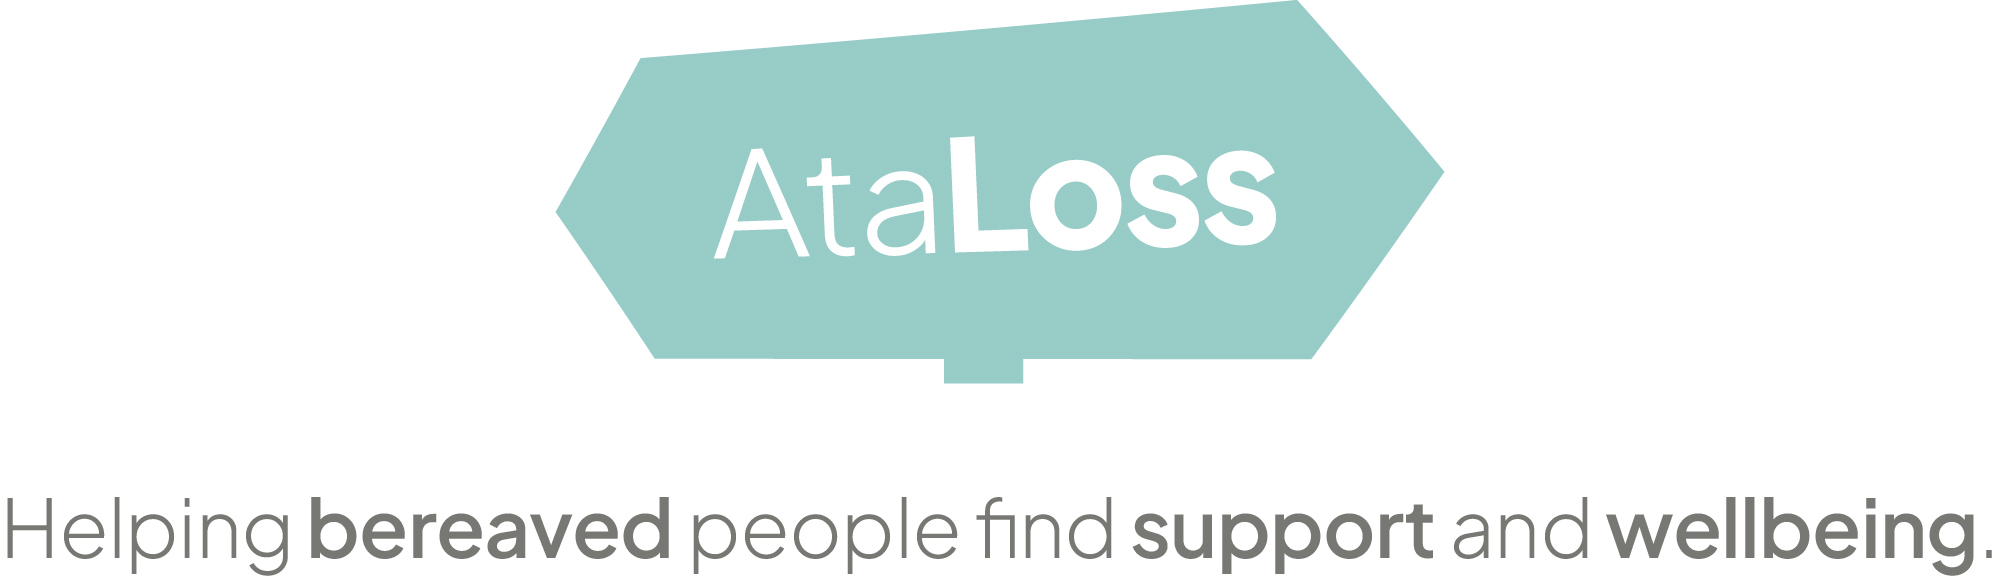 AtaLoss
Helping bereaved people find support and wellbeing.